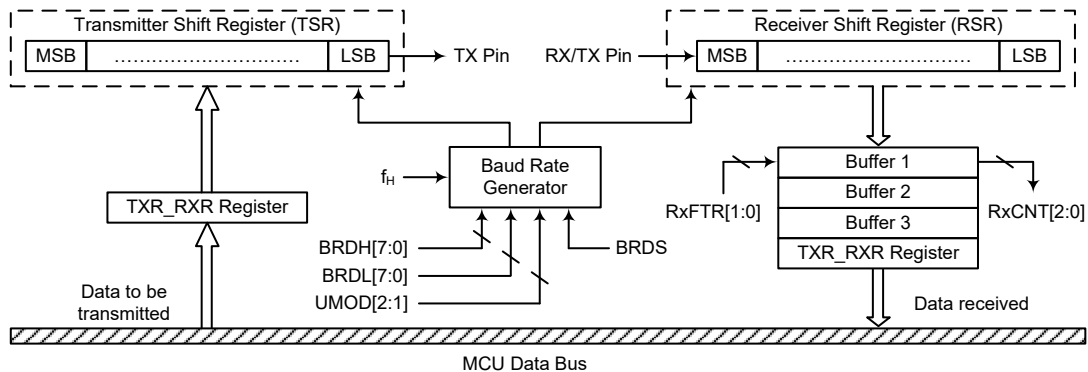 Transmitter Shift Register (TSR)
MSB
..............................
LSB
TX Pin
RX/TX Pin
Receiver Shift Register (RSR)
MSB
..............................
LSB
fH
Baud Rate
Generator
TXR_RXR Register
BRDH[7:0]
BRDL[7:0]
UMOD[2:1]
BRDS
RxFTR[1:0]
Buffer 1
Buffer 2
Buffer 3
TXR_RXR Register
RxCNT[2:0]
Data to be
transmitted
Data received
MCU Data Bus